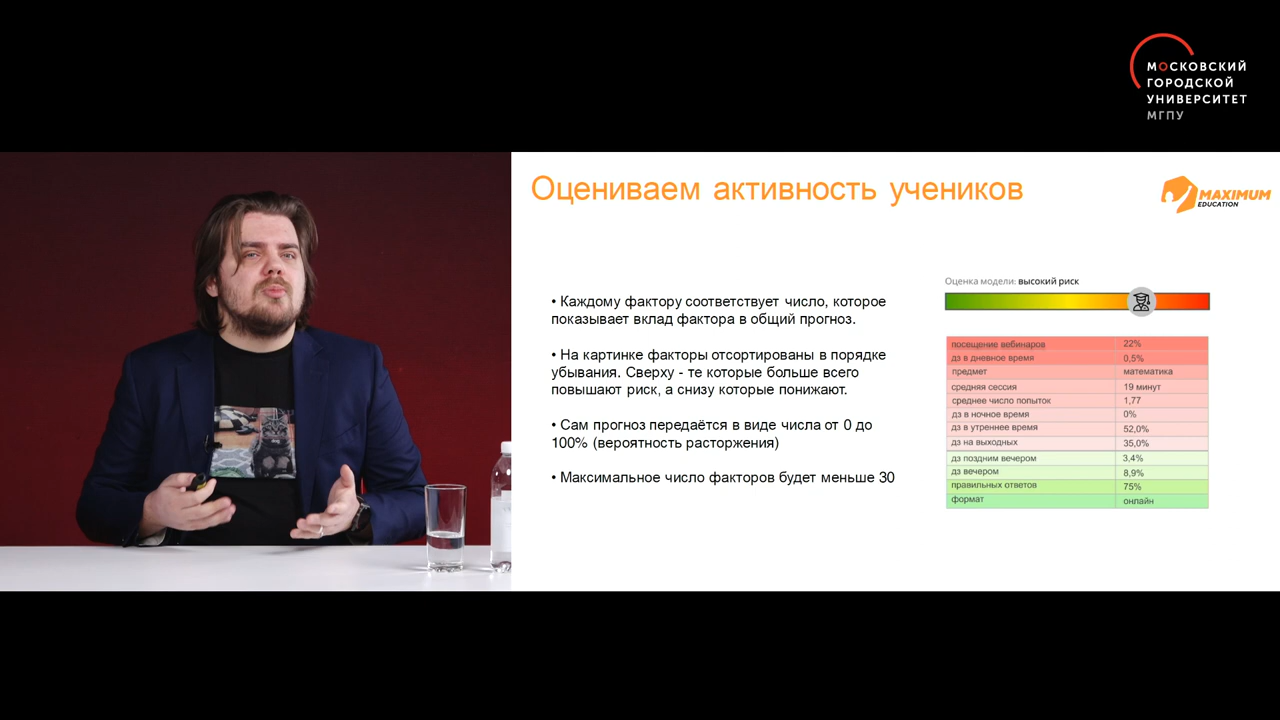 МОСКОВСКИЙ
ГОРОДСКОЙ
УНИВЕРСИТЕТ
МГПУ
Оцениваем активность учеников
MAXIMUM
EDUCATION
• Каждому фактору соответствует число, которое
показывает вклад фактора в общий прогноз.
• На картинке факторы отсортированы в порядке
убывания. Сверху - те которые больше всего
повышают риск, а снизу которые понижают.
• Сам прогноз передаётся в виде числа от 0 до
100% (вероятность расторжения)
• Максимальное число факторов будет меньше 30
Оценка модели: высокий риск
посещение вебинаров 22%
дз в дневное время 0,5%
предмет математика
средняя сессия 19 минут
среднее число попыток 1,77
дз в ночное время 0%
дз в утреннее время 52,0%
дз на выходных 35,0%
дз поздним вечером 3,4%
дз вечером 8,9%
правильных ответов 75%
формат онлайн